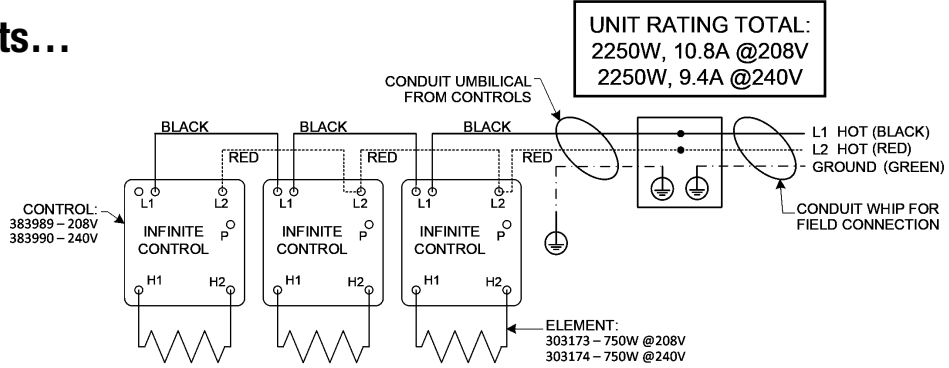 ts...
UNIT RATING TOTAL:
2250W, 10.8A @208V
2250W, 9.4A @240V
CONDUIT UMBILICAL
FROM CONTROLS
BLACK
BLACK
BLACK
L1 HOT (BLACK)
L2 HOT (RED)
GROUND (GREEN)
RED
RED
RED
CONTROL:
383989 – 208V
383990 – 240V
L1
L2
P
INFINITE
CONTROL
H1
H2
L1
L2
P
INFINITE
CONTROL
H1
H2
L1
L2
P
INFINITE
CONTROL
H1
H2
CONDUIT WHIP FOR
FIELD CONNECTION
ELEMENT:
303173 – 750W @208V
303174 – 750W @240V